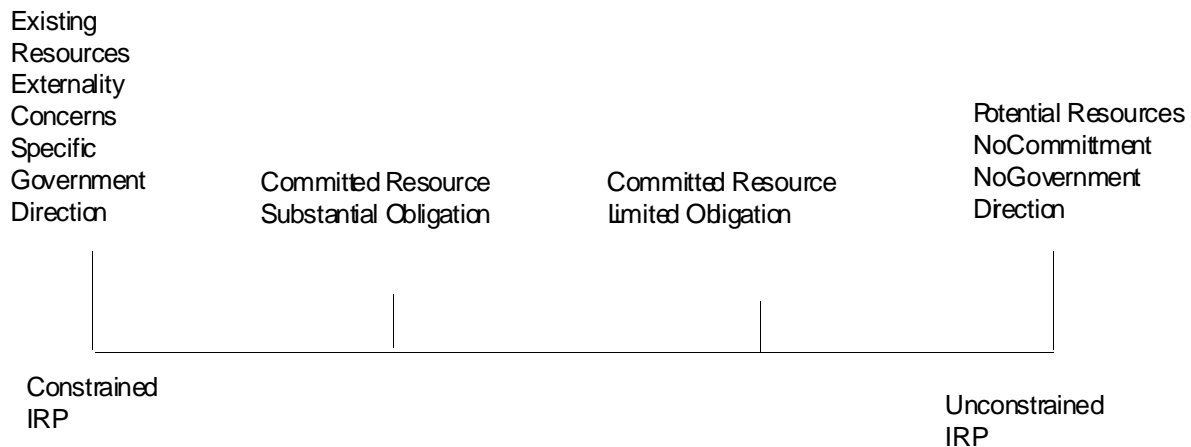 Existing
Resources
Externality
Concerns
Specific
Government
Direction
Committed Resource
Substantial Obligation
Committed Resource
Limited Obligation
Potential Resources
NoCommittment
NoGovernment
Direction
Constrained
IRP
Unconstrained
IRP